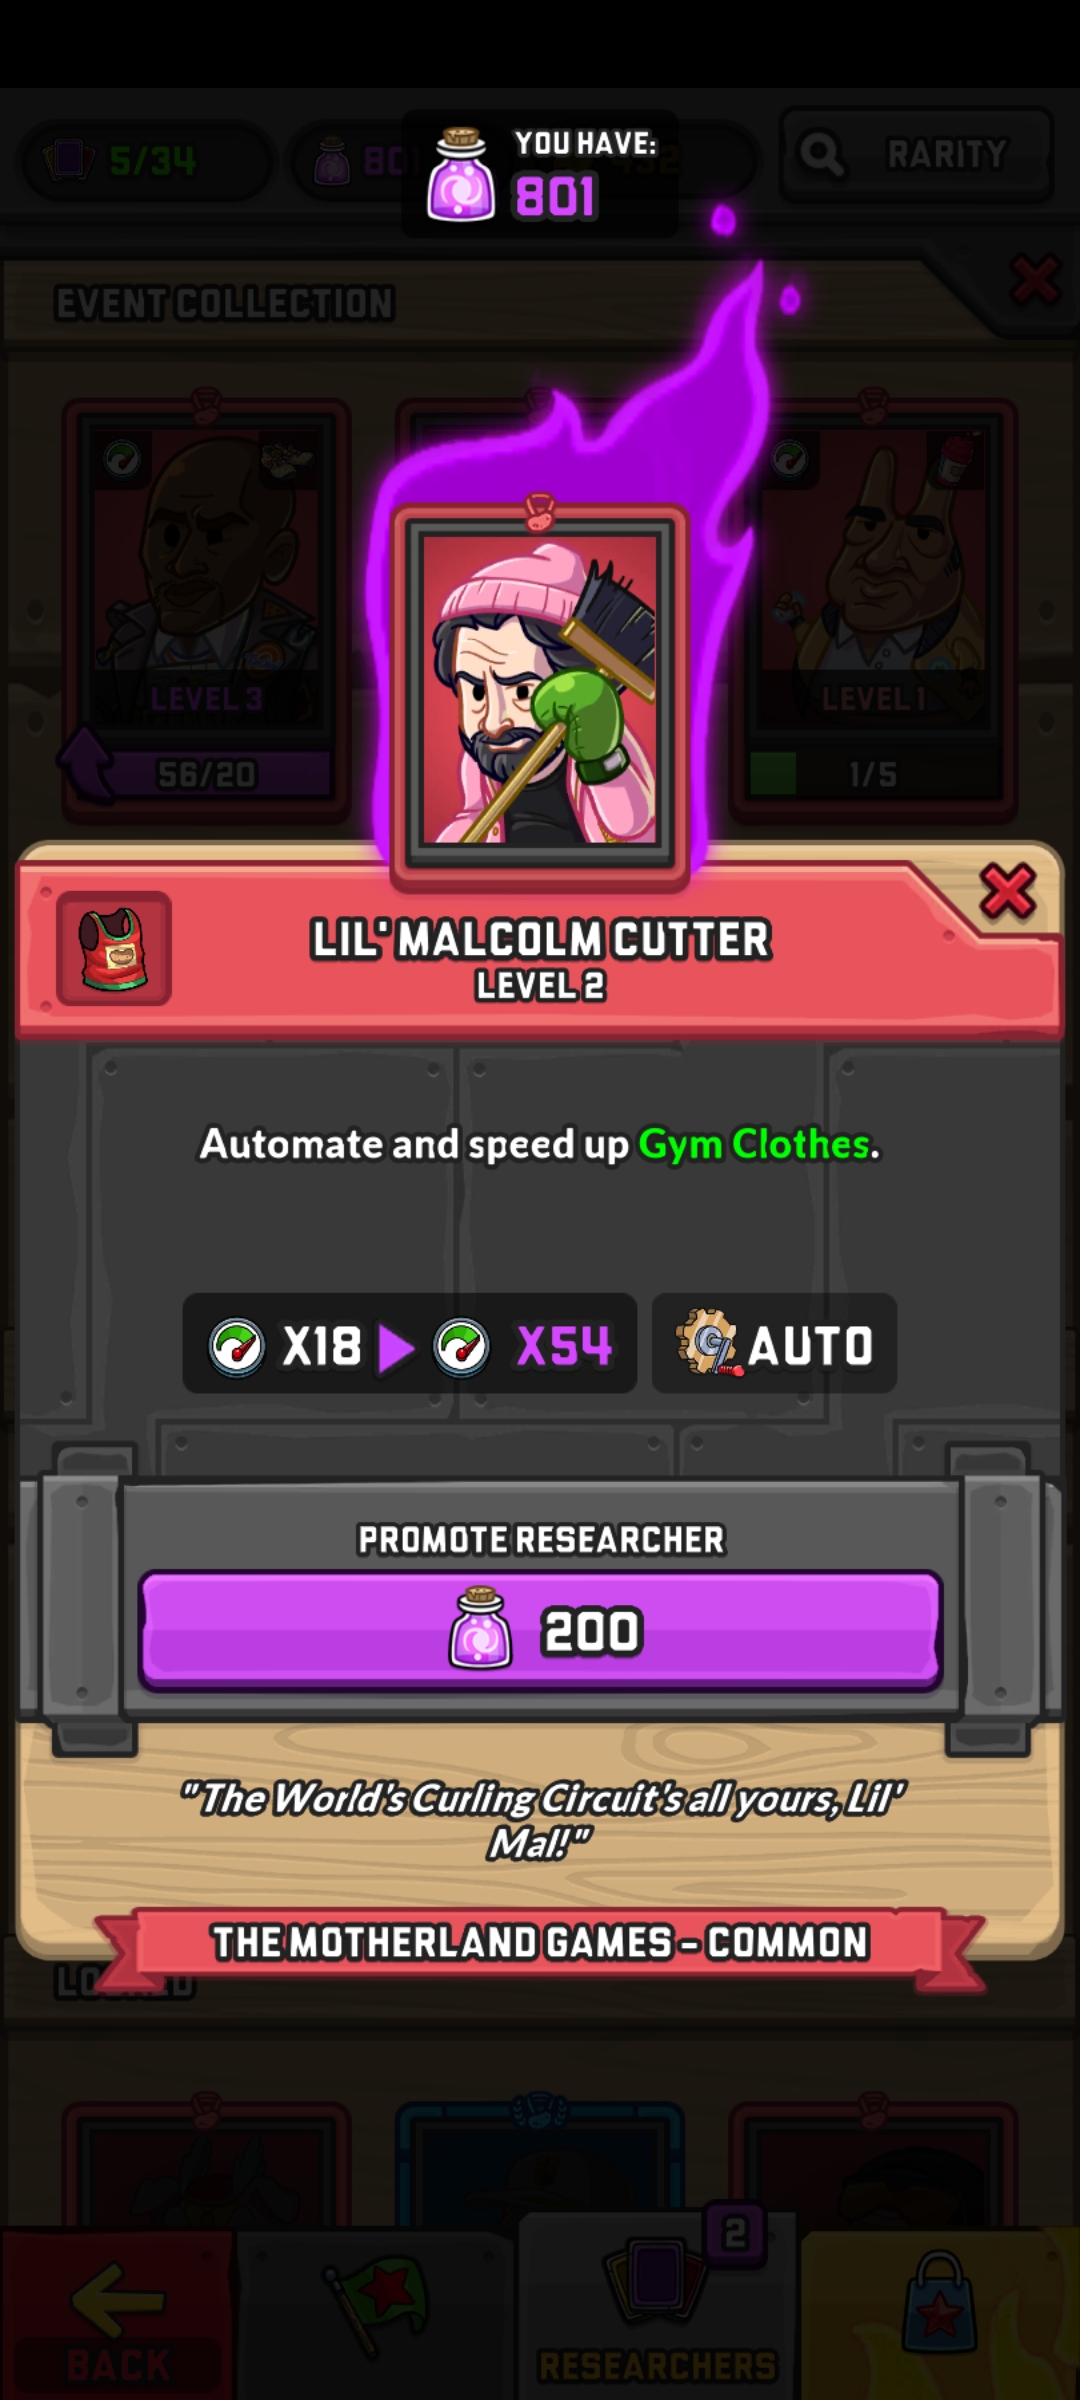 5/34
801
YOU HAVE:
801
RARITY
EVENT COLLECTION
LEVEL 3
LEVEL 1
56/20
1/5
LIL' MALCOLM CUTTER
LEVEL 2
Automate and speed up Gym Clothes.
X18 X54 AUTO
PROMOTE RESEARCHER
200
"The World's Curling Circuit's all yours, Lil'
Mal!"
THE MOTHERLAND GAMES - COMMON
2
BACK
RESEARCHERS